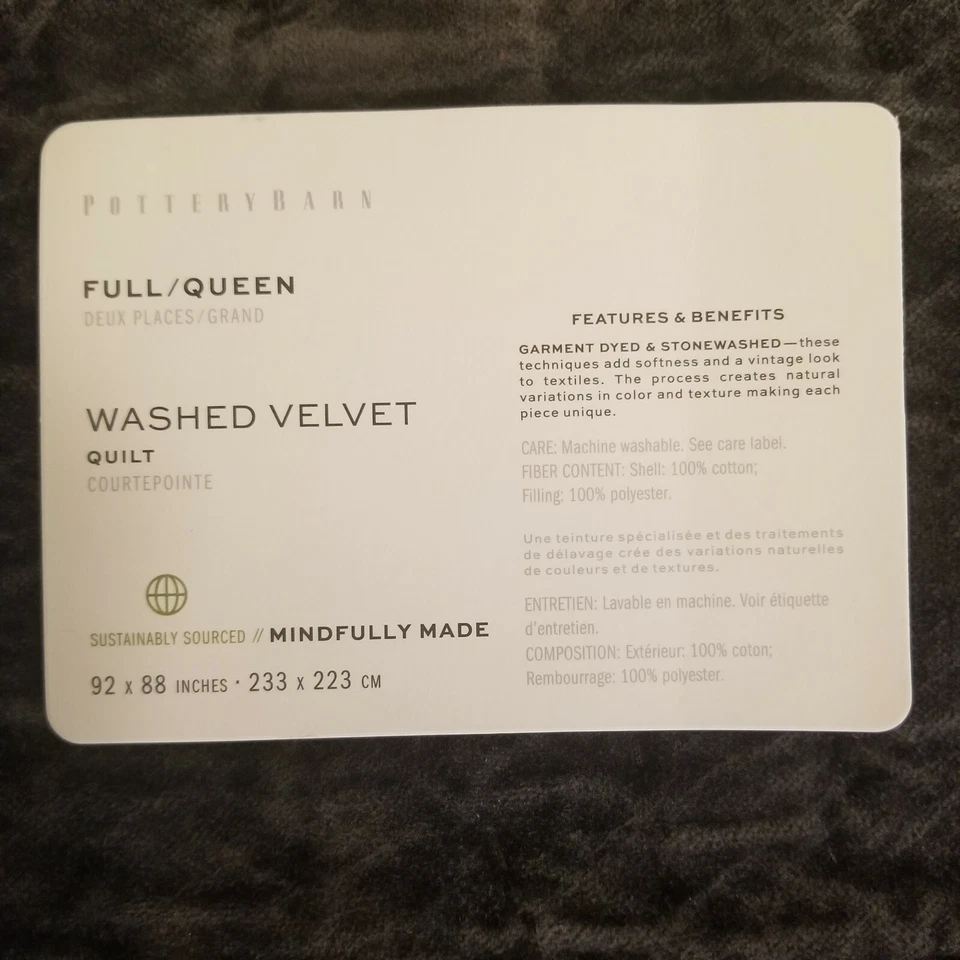 POTTERY BARN
FULL/QUEEN
DEUX PLACES/GRAND
WASHED VELVET
QUILT
COURTEPOINTE
SUSTAINABLY SOURCED // MINDFULLY MADE
92 x 88 INCHES · 233 x 223 CM
FEATURES & BENEFITS
GARMENT DYED & STONEWASHED—these
techniques add softness and a vintage look
to textiles. The process creates natural
variations in color and texture making each
piece unique.
CARE: Machine washable. See care label.
FIBER CONTENT: Shell: 100% cotton;
Filling: 100% polyester.
Une teinture spécialisée et des traitements
de délavage crée des variations naturelles
de couleurs et de textures.
ENTRETIEN: Lavable en machine. Voir étiquette
d'entretien.
COMPOSITION: Extérieur: 100% coton;
Rembourrage: 100% polyester.